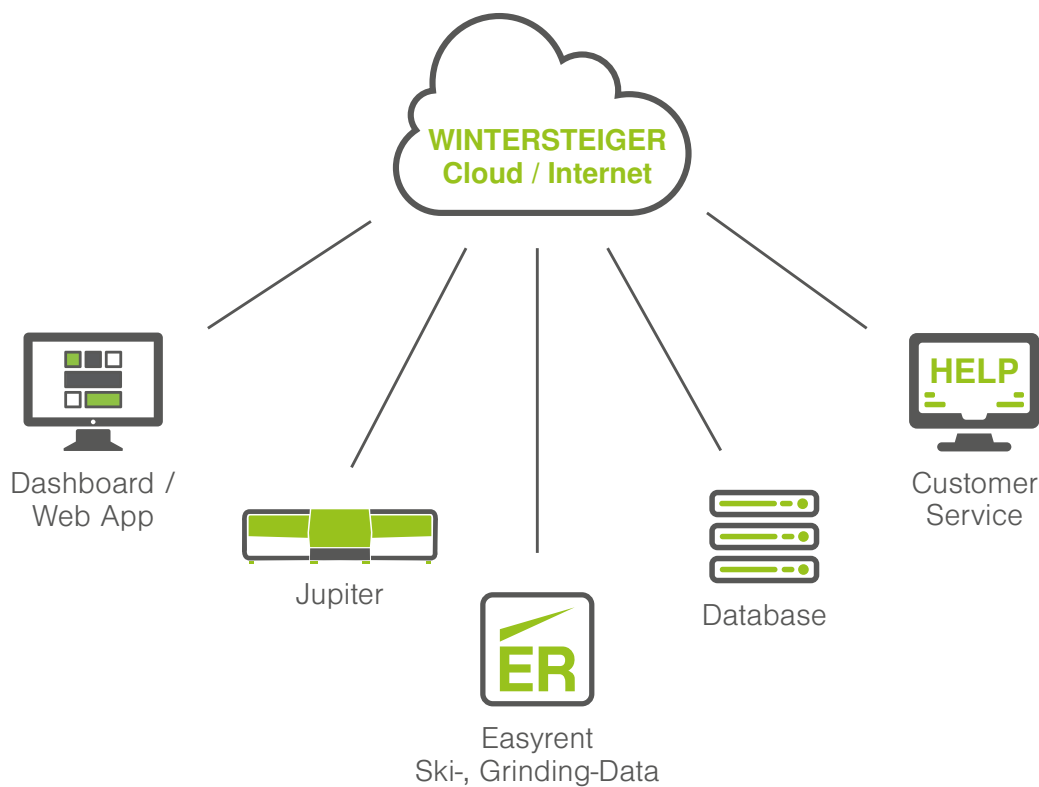 WINTERSTEIGER
Cloud / Internet
HELP
Dashboard /
Web App
Customer
Service
Jupiter
Database
ER
Easyrent
Ski-, Grinding-Data